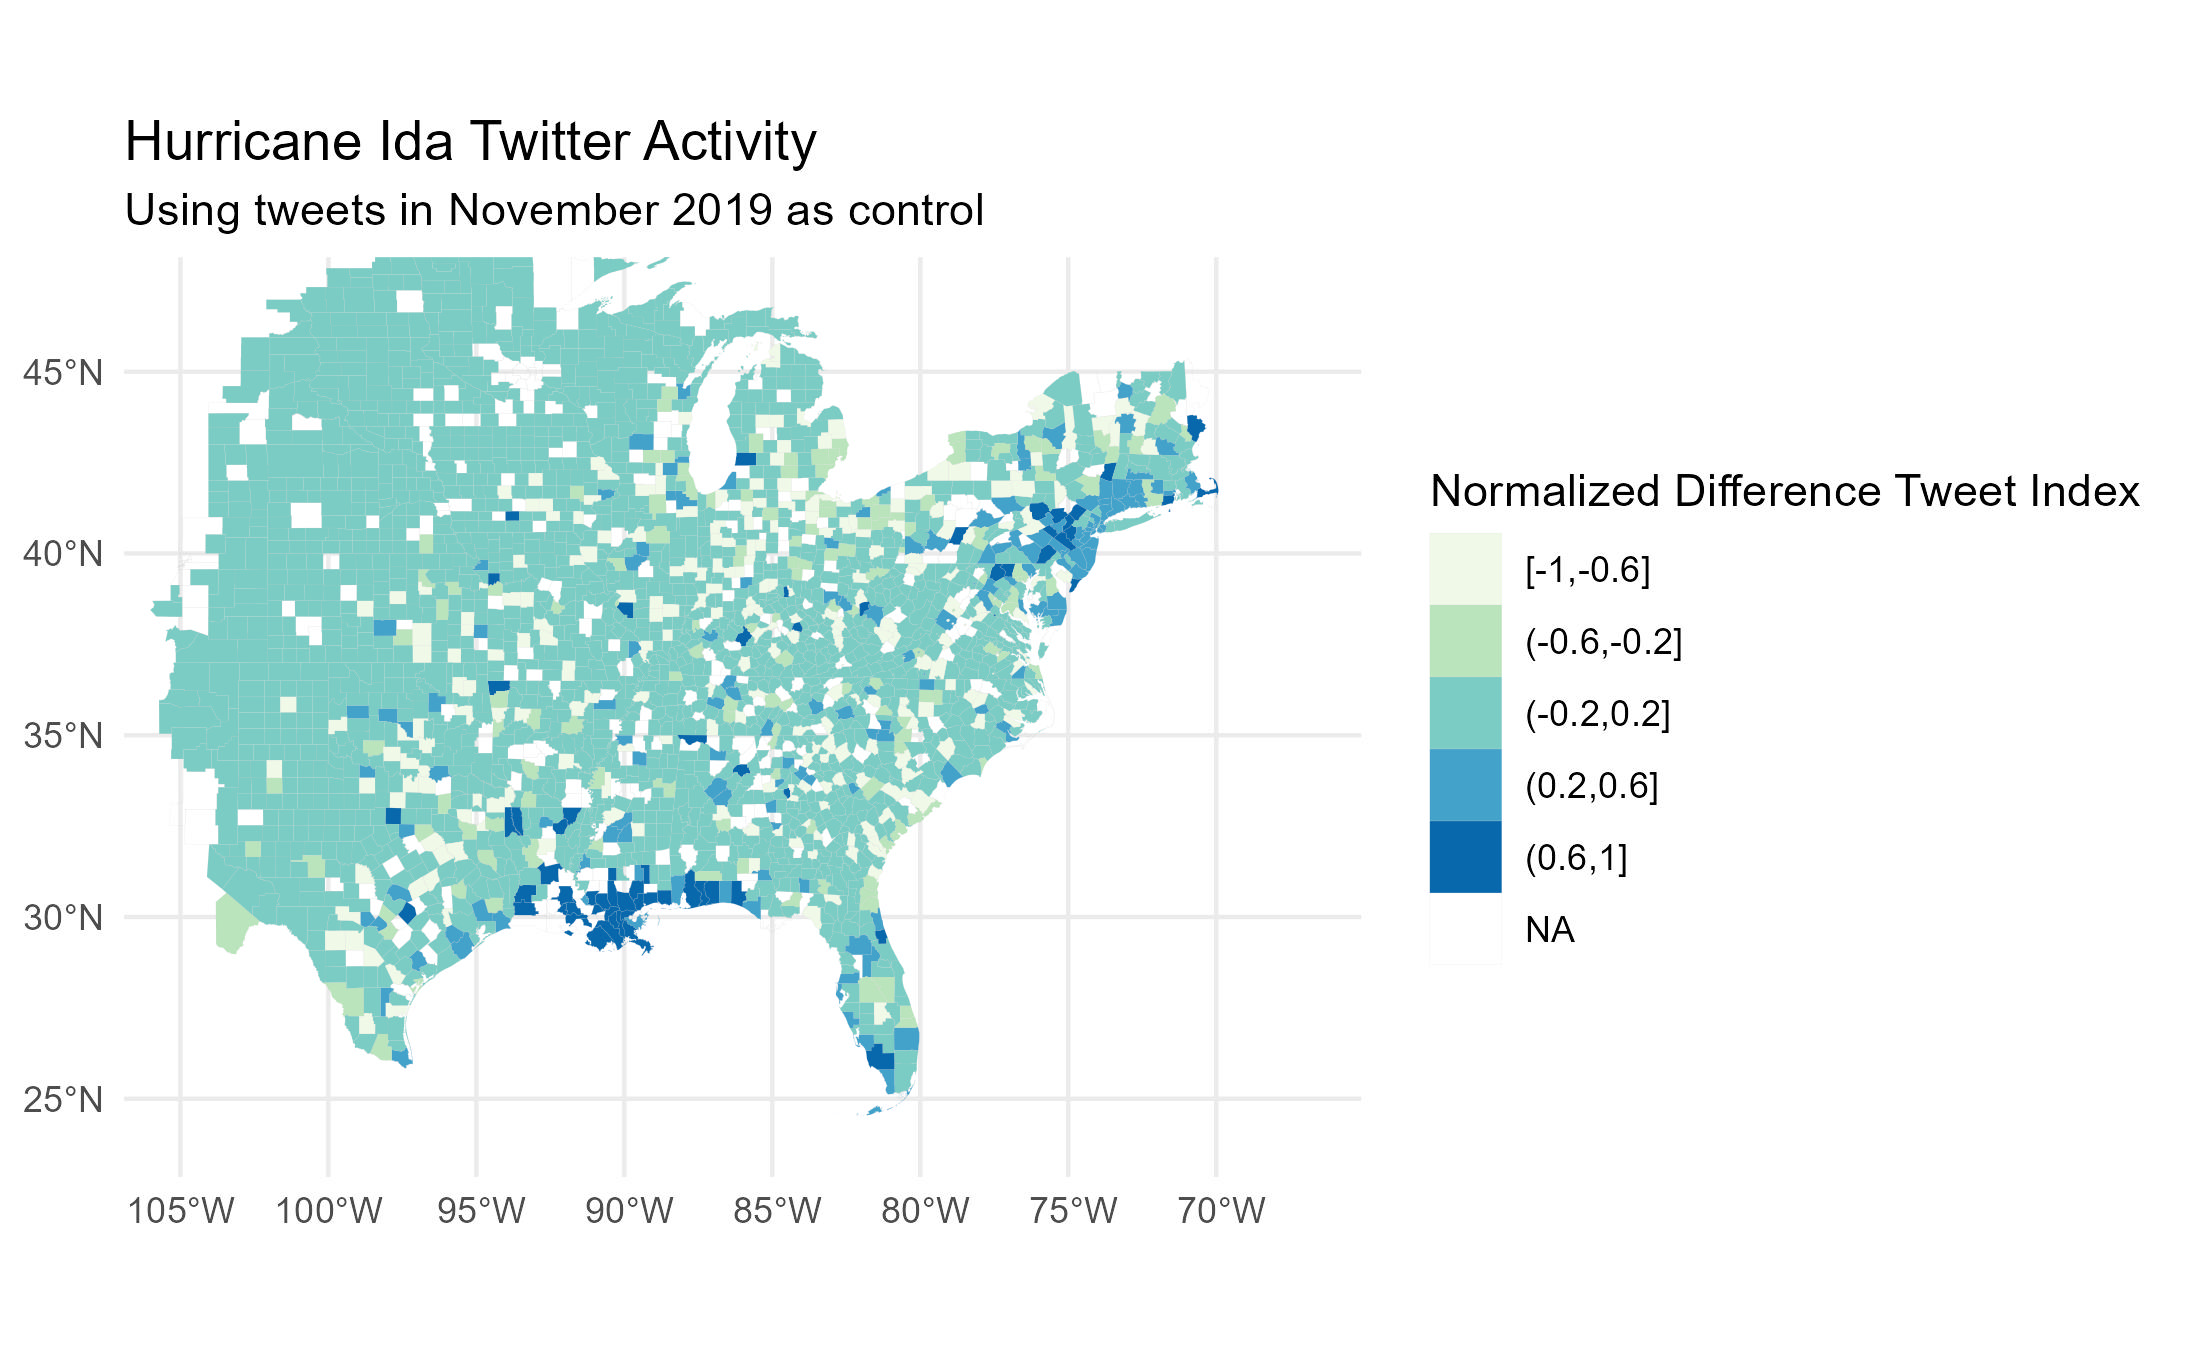 Hurricane Ida Twitter Activity
Using tweets in November 2019 as control
45°N
40°N
35°N
30°N
25°N
105°W 100°W 95°W 90°W 85°W 80°W 75°W 70°W
Normalized Difference Tweet Index
[-1,-0.6]
(-0.6,-0.2]
(-0.2,0.2]
(0.2,0.6]
(0.6,1]
NA